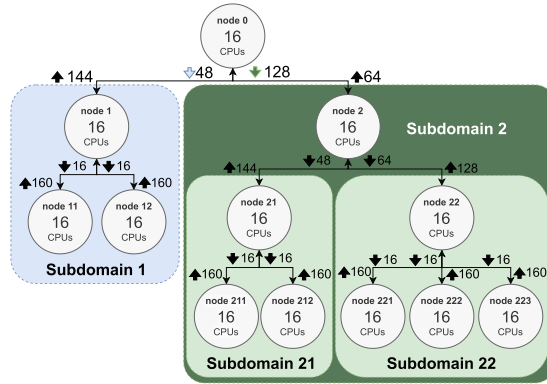 node 0
16
CPUs
144
48
128
64
node 1
16
CPUs
node 2
16
CPUs
Subdomain 2
16
16
48
64
160
160
144
128
node 11
16
CPUs
node 12
16
CPUs
node 21
16
CPUs
node 22
16
CPUs
Subdomain 1
16
16
16
16
16
160
160
160
160
160
node 211
16
CPUs
node 212
16
CPUs
node 221
16
CPUs
node 222
16
CPUs
node 223
16
CPUs
Subdomain 21
Subdomain 22